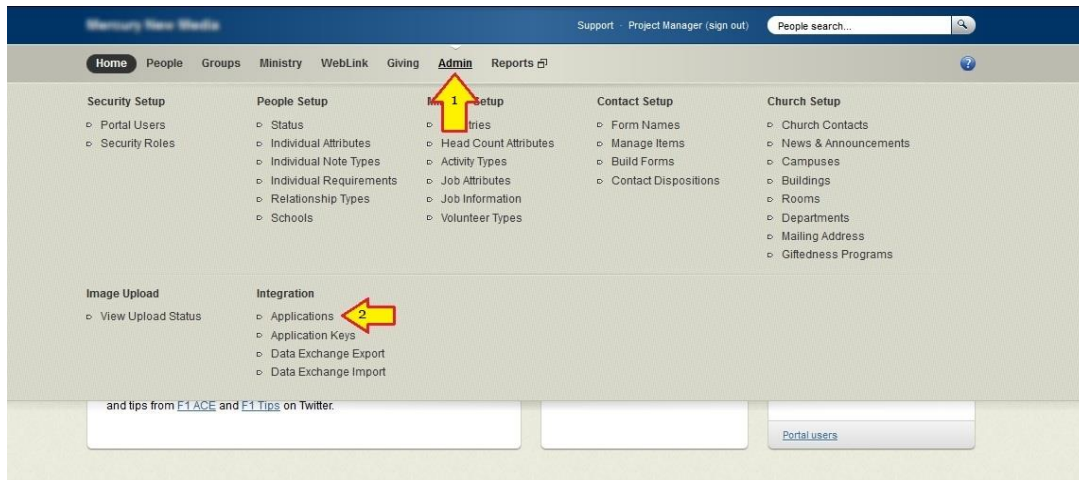 Mercury New Media
Support · Project Manager (sign out)
People search...
Home People Groups Ministry WebLink Giving Admin Reports
1
Security Setup
Portal Users
Security Roles
People Setup
Status
Individual Attributes
Individual Note Types
Individual Requirements
Relationship Types
Schools
Setup
Head Count Attributes
Activity Types
Job Attributes
Job Information
Volunteer Types
Contact Setup
Form Names
Manage Items
Build Forms
Contact Dispositions
Church Setup
Church Contacts
News & Announcements
Campuses
Buildings
Rooms
Departments
Mailing Address
Giftedness Programs
Image Upload
View Upload Status
Integration
Applications
2
Application Keys
Data Exchange Export
Data Exchange Import
and tips from F1 ACE and F1 Tips on Twitter.
Portal users